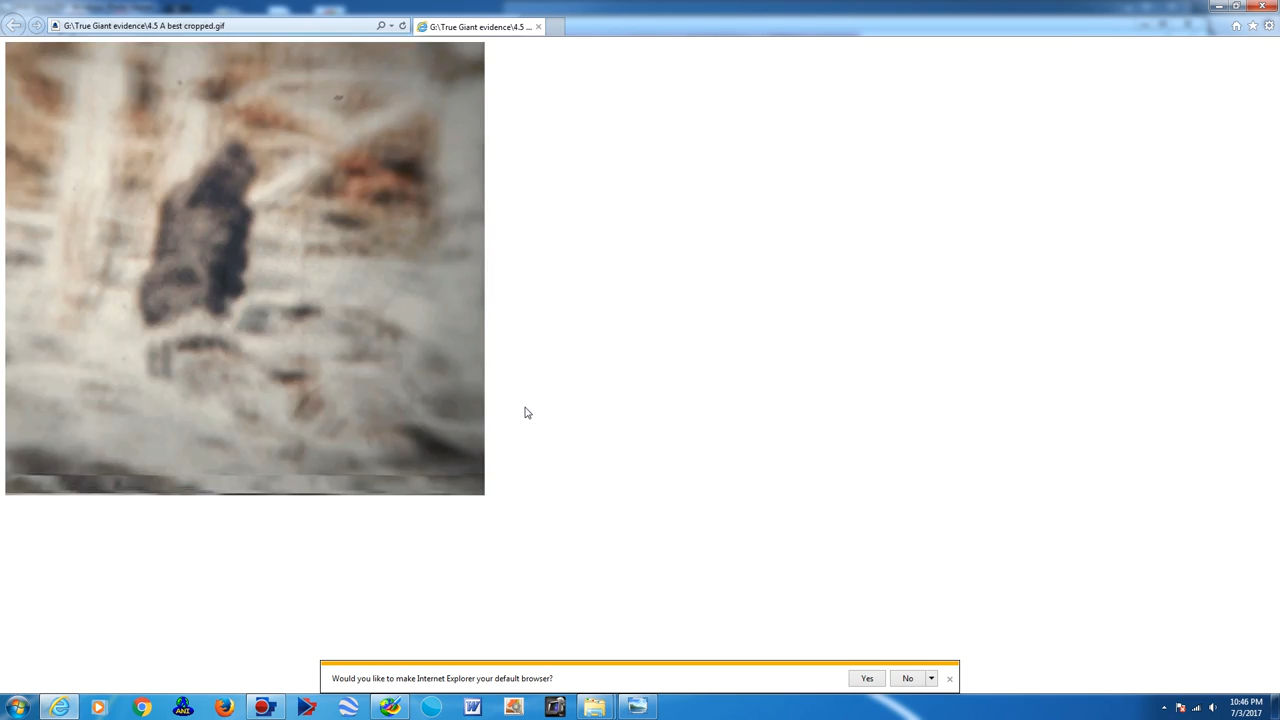 G:\True Giant evidence\4.5 A best cropped.gif
G:\True Giant evidence\4.5 ...
Would you like to make Internet Explorer your default browser?
Yes
No
ANI
W
10:46 PM
7/3/2017